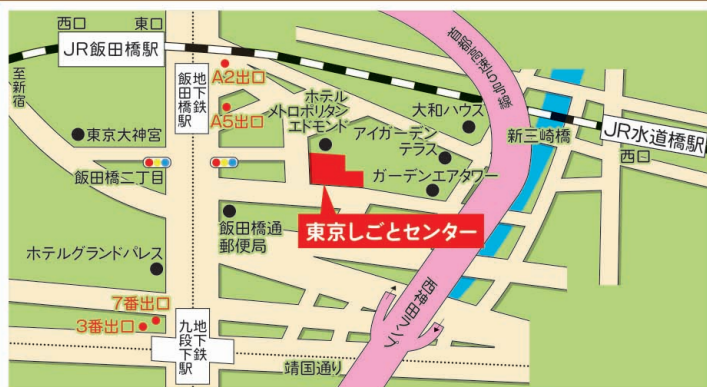 西口 東口
JR飯田橋駅
至新宿
地下鉄
飯田橋駅
A2出口
A5出口
ホテル
メトロポリタン
エドモンド
大和ハウス
首都高速5号線
新三崎橋
JR水道橋駅
西口
東京大神宮
アイガーデン
テラス
飯田橋二丁目
ガーデンエアタワー
飯田橋通
郵便局
東京しごとセンター
ホテルグランドパレス
西神田ランプ
7番出口
3番出口
地下鉄
九段下駅
靖国通り